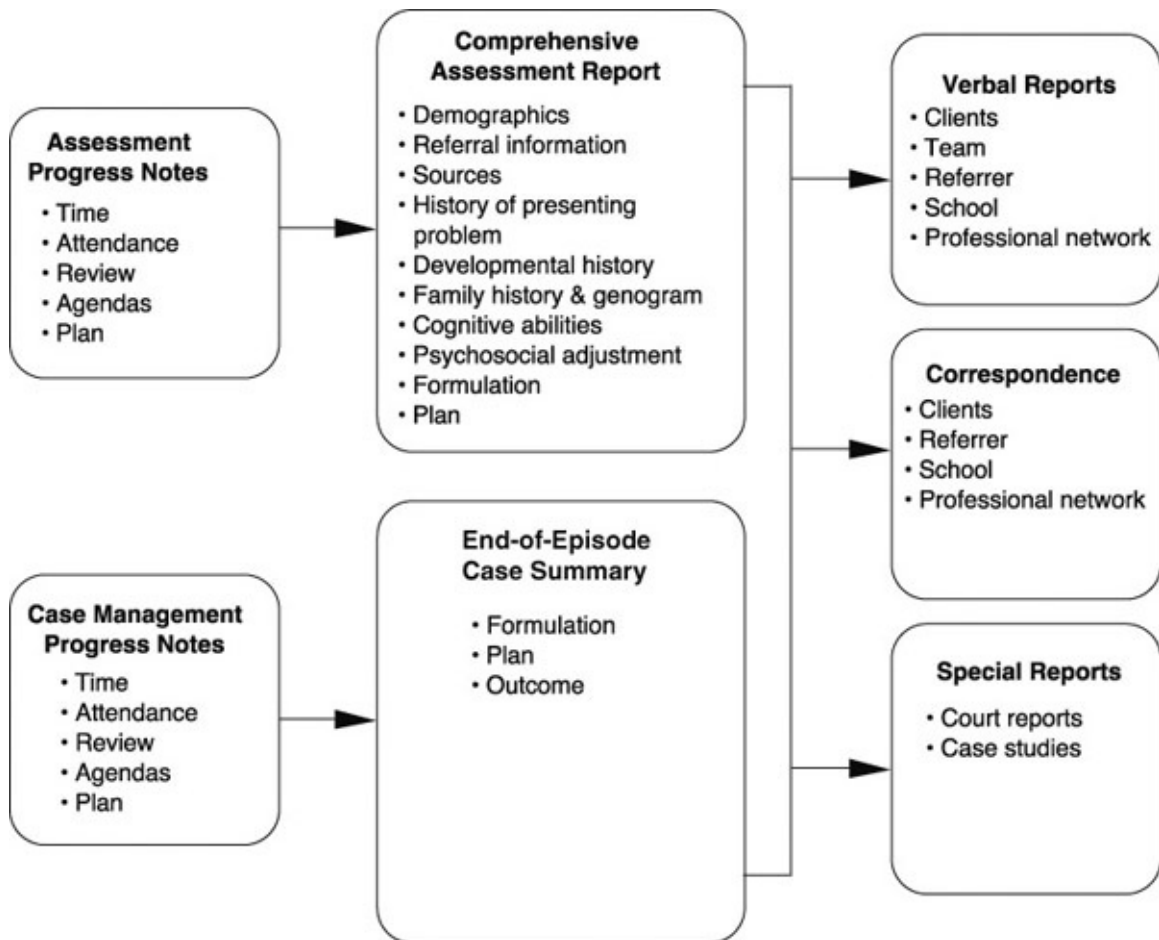 Assessment
Progress Notes
• Time
• Attendance
• Review
• Agendas
• Plan
Comprehensive
Assessment Report
• Demographics
• Referral information
• Sources
• History of presenting
problem
• Developmental history
• Family history & genogram
• Cognitive abilities
• Psychosocial adjustment
• Formulation
• Plan
Case Management
Progress Notes
• Time
• Attendance
• Review
• Agendas
• Plan
End-of-Episode
Case Summary
• Formulation
• Plan
• Outcome
Verbal Reports
• Clients
• Team
• Referrer
• School
• Professional network
Correspondence
• Clients
• Referrer
• School
• Professional network
Special Reports
• Court reports
• Case studies